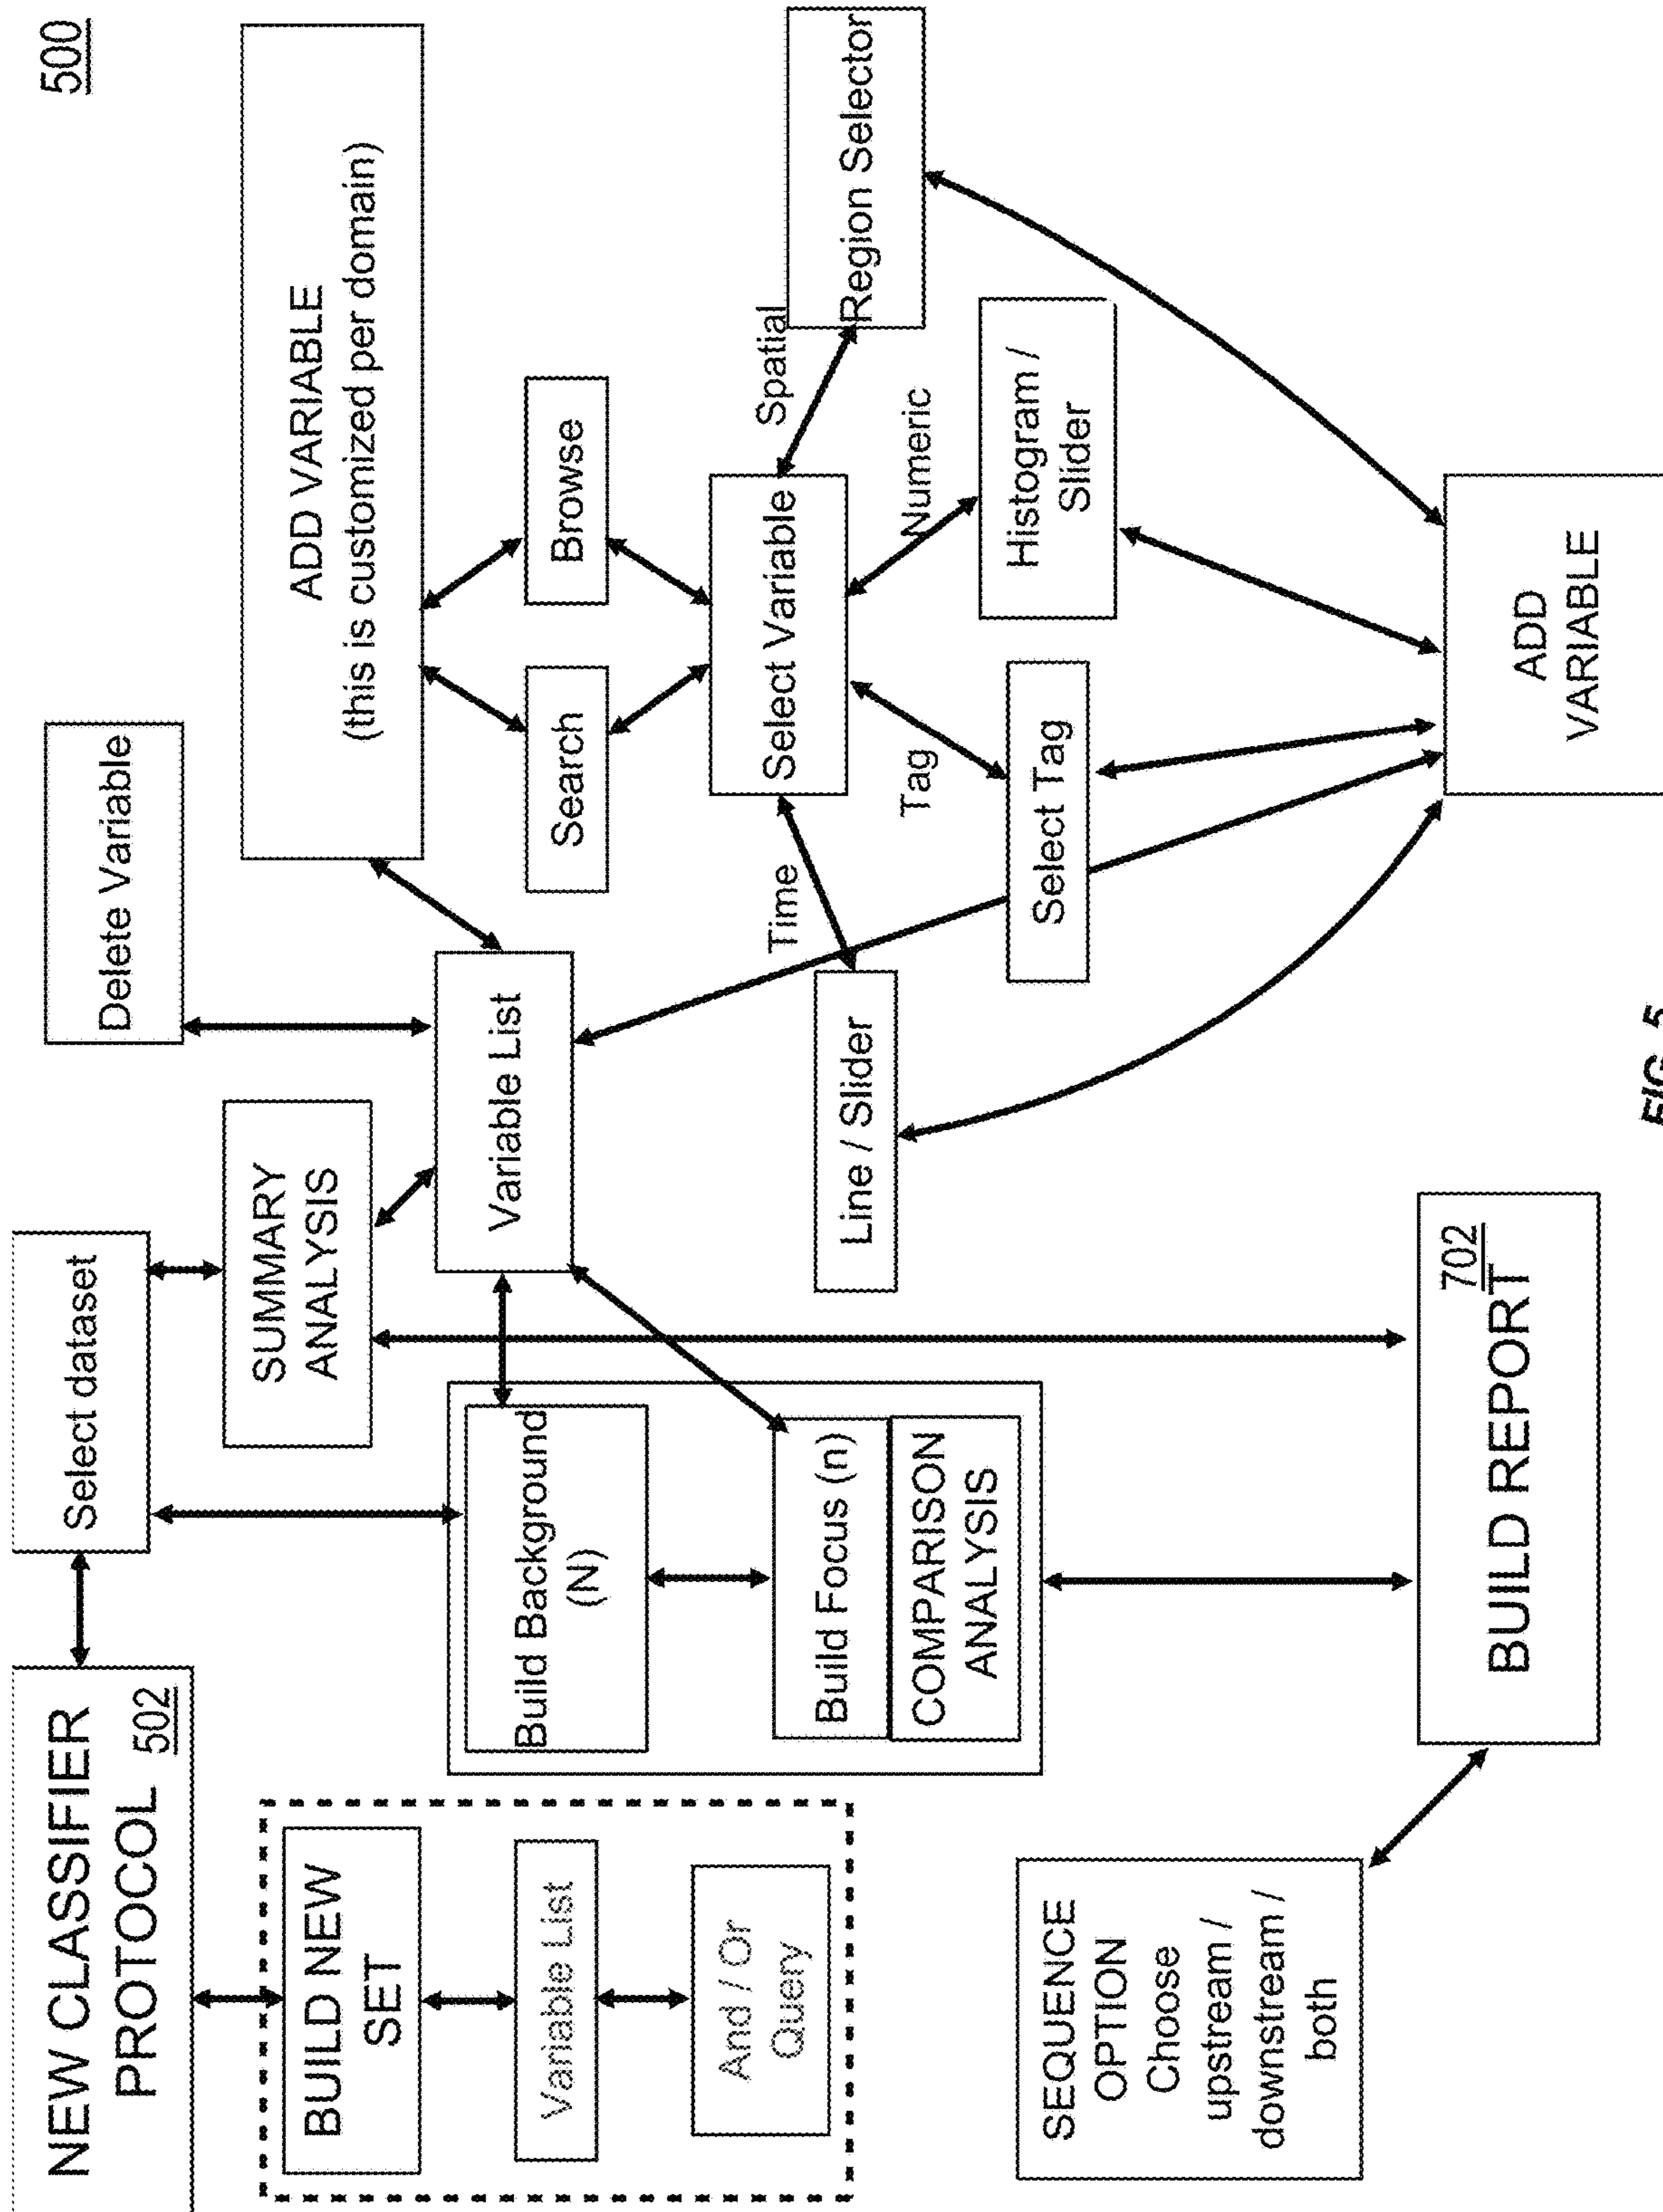 500
NEW CLASSIFIER
PROTOCOL 502
Select dataset
Delete Variable
ADD VARIABLE
(this is customized per domain)
BUILD NEW
SET
Variable List
And / Or
Query
SUMMARY
ANALYSIS
Variable List
Search
Browse
Build Background
(N)
Build Focus (n)
COMPARISON
ANALYSIS
Select Variable
Time
Spatial
Tag
Numeric
Line / Slider
Region Selector
Select Tag
Histogram /
Slider
SEQUENCE
OPTION
Choose
upstream /
downstream /
both
702
BUILD REPORT
ADD
VARIABLE
FIG. 5